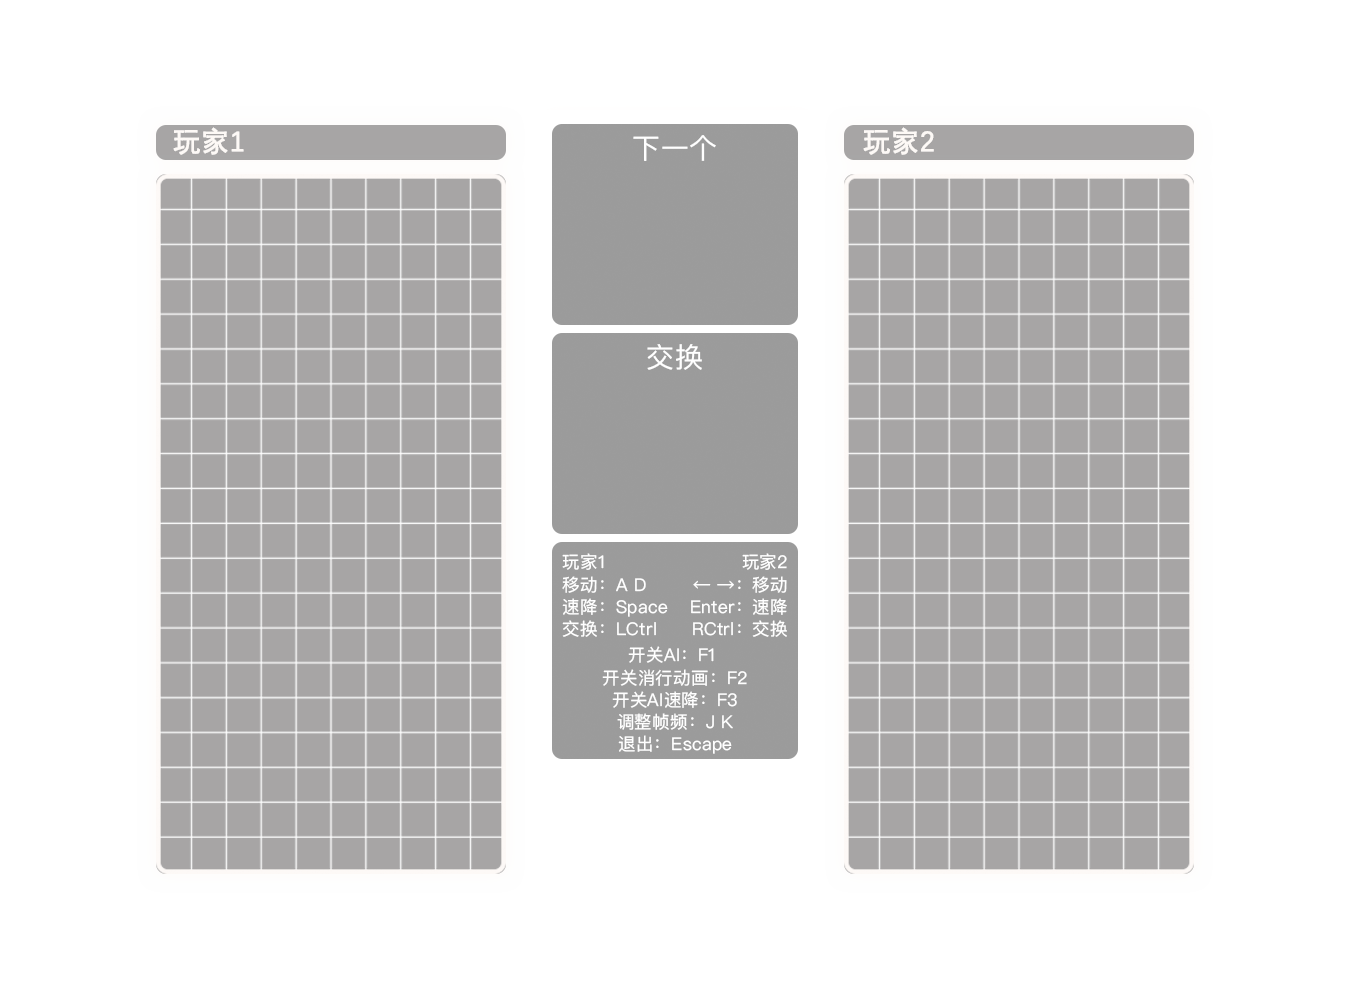 玩家1
下一个
玩家2
交换
玩家1 玩家2
移动：A D ← →：移动
速降：Space Enter：速降
交换：LCtrl RCtrl：交换
开关AI：F1
开关消行动画：F2
开关AI速降：F3
调整帧频：J K
退出：Escape